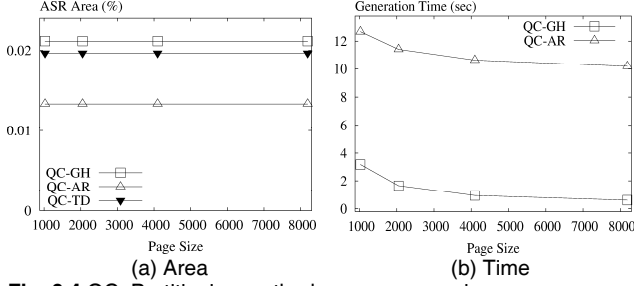 ASR Area (%)
0.02
0.01
0
QC-GH
QC-AR
QC-TD
1000 2000 3000 4000 5000 6000 7000 8000
Page Size
(a) Area
Generation Time (sec)
12
10
8
6
4
2
0
QC-GH
QC-AR
1000 2000 3000 4000 5000 6000 7000 8000
Page Size
(b) Time